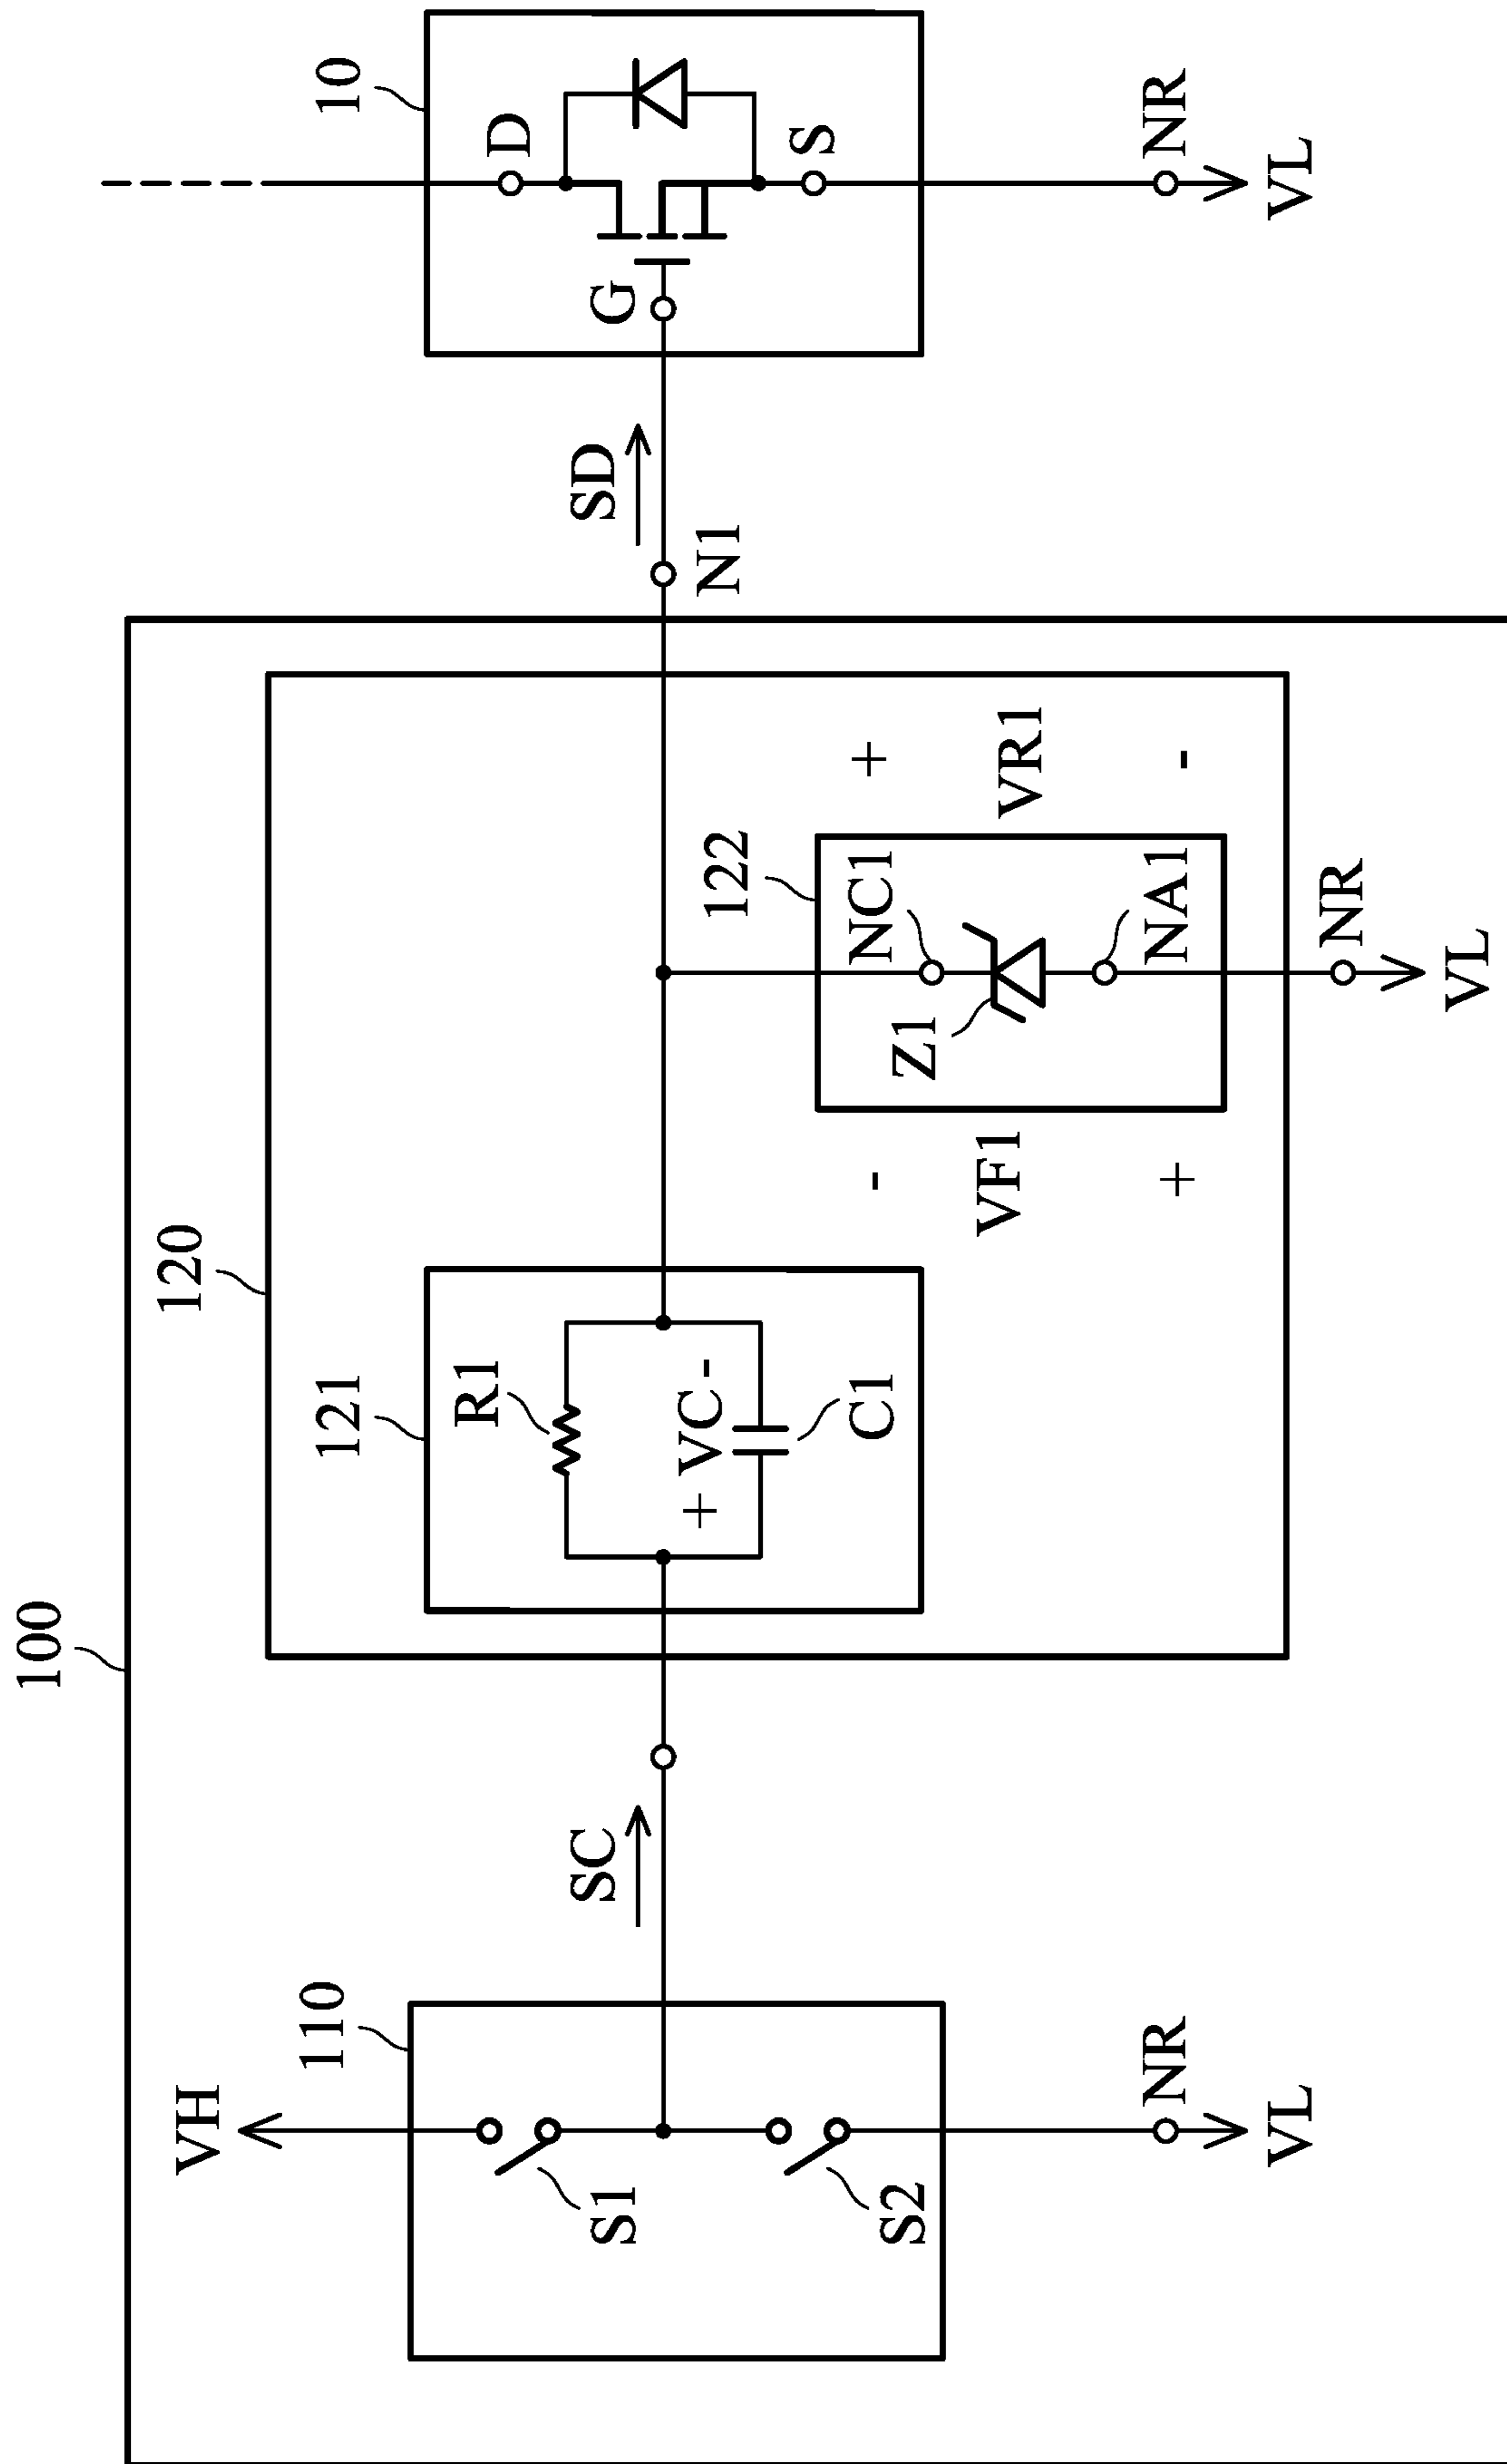 100
VH
110
S1
S2
NR
VL
SC
120
121
R1
+ VC -
C1
122
-
VF1
+
Z1
NC1
NA1
+
VR1
-
NR
VL
N1
SD
10
D
G
S
NR
VL